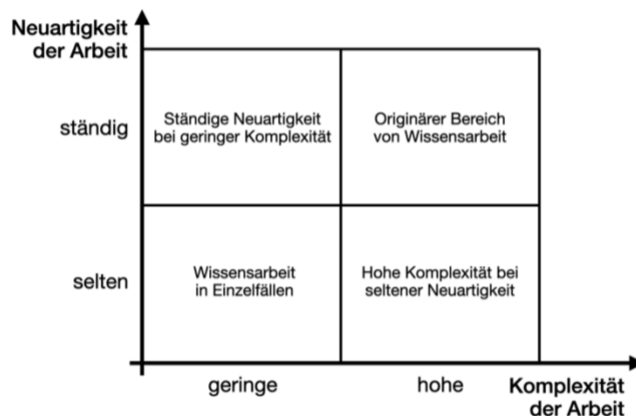 Neuartigkeit
der Arbeit
ständig
Ständige Neuartigkeit
bei geringer Komplexität
Originärer Bereich
von Wissensarbeit
selten
Wissensarbeit
in Einzelfällen
Hohe Komplexität bei
seltener Neuartigkeit
geringe
hohe
Komplexität
der Arbeit